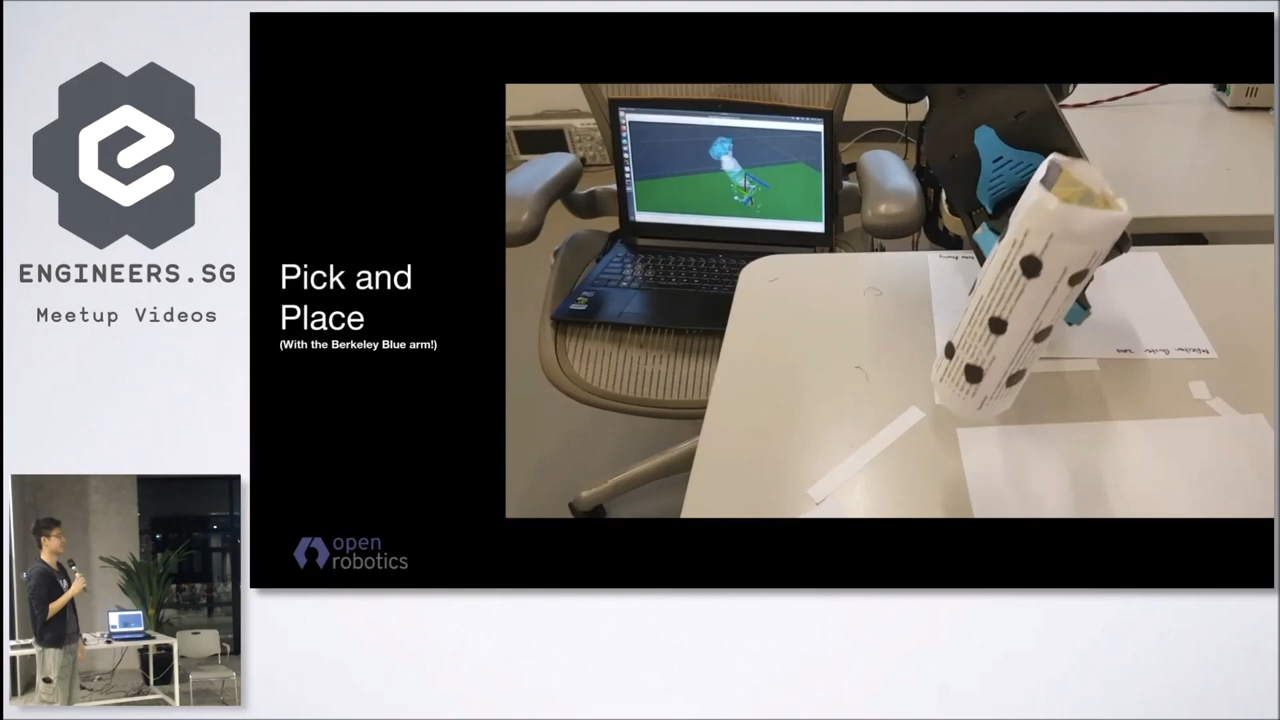 ENGINEERS.SG
Meetup Videos
Pick and
Place
(With the Berkeley Blue arm!)
open
robotics